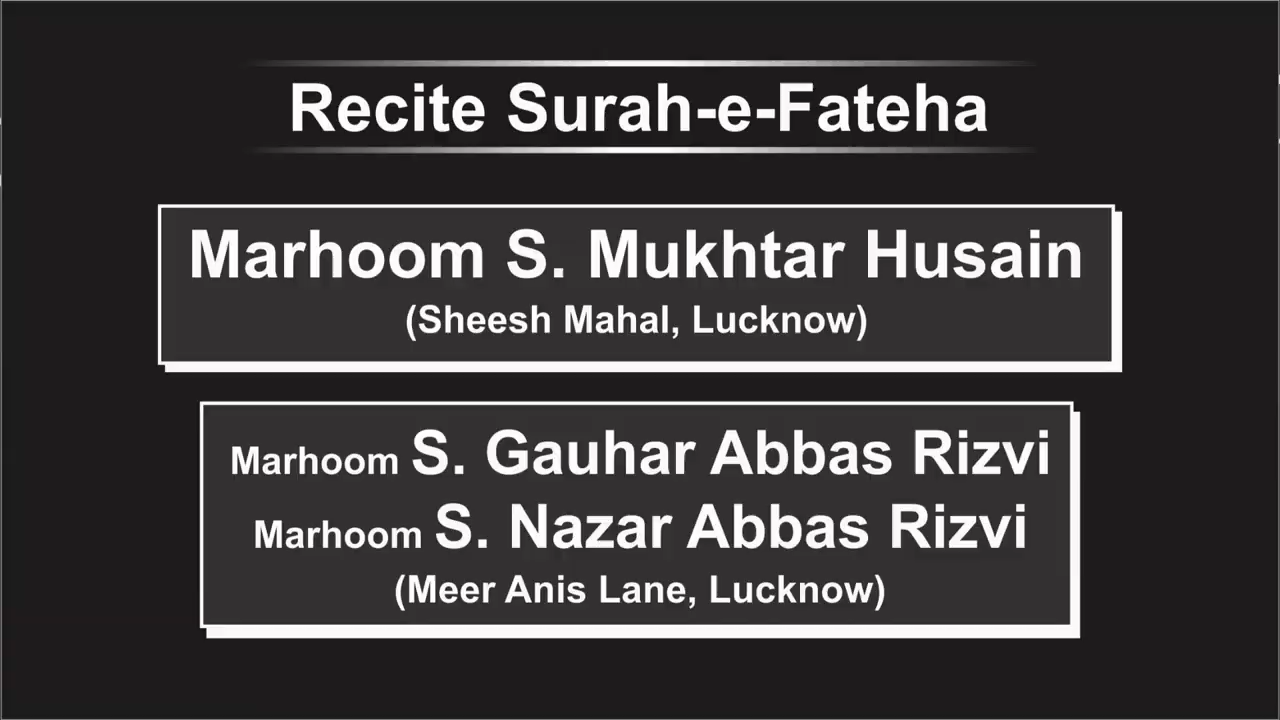 Recite Surah-e-Fateha
Marhoom S. Mukhtar Husain
(Sheesh Mahal, Lucknow)
Marhoom S. Gauhar Abbas Rizvi
Marhoom S. Nazar Abbas Rizvi
(Meer Anis Lane, Lucknow)